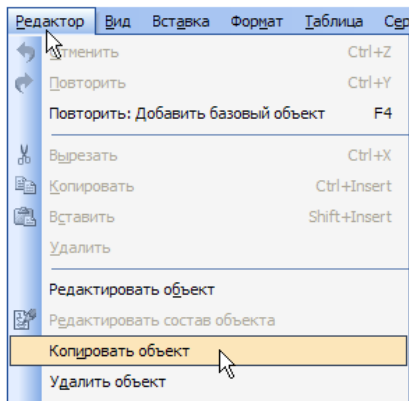 Редактор Вид Вставка Формат Таблица
Отменить Ctrl+Z
Повторить Ctrl+Y
Повторить: Добавить базовый объект F4
Вырезать Ctrl+X
Копировать Ctrl+Insert
Вставить Shift+Insert
Удалить
Редактировать объект
Редактировать состав объекта
Копировать объект
Удалить объект